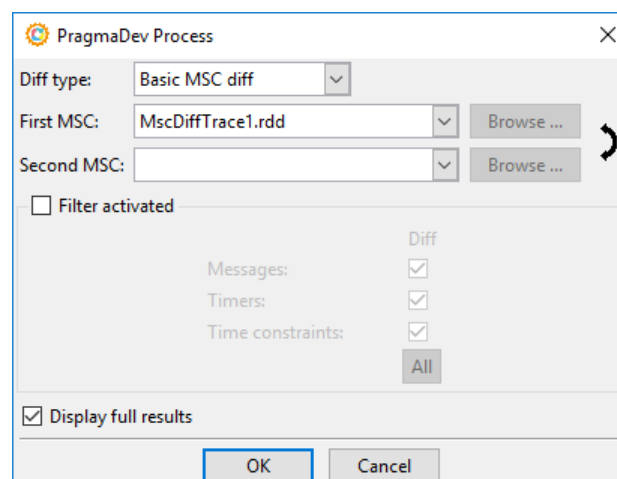 PragmaDev Process
Diff type: Basic MSC diff
First MSC: MscDiffTrace1.rdd Browse ...
Second MSC: Browse ...
Filter activated
Diff
Messages:
Timers:
Time constraints:
All
Display full results
OK Cancel